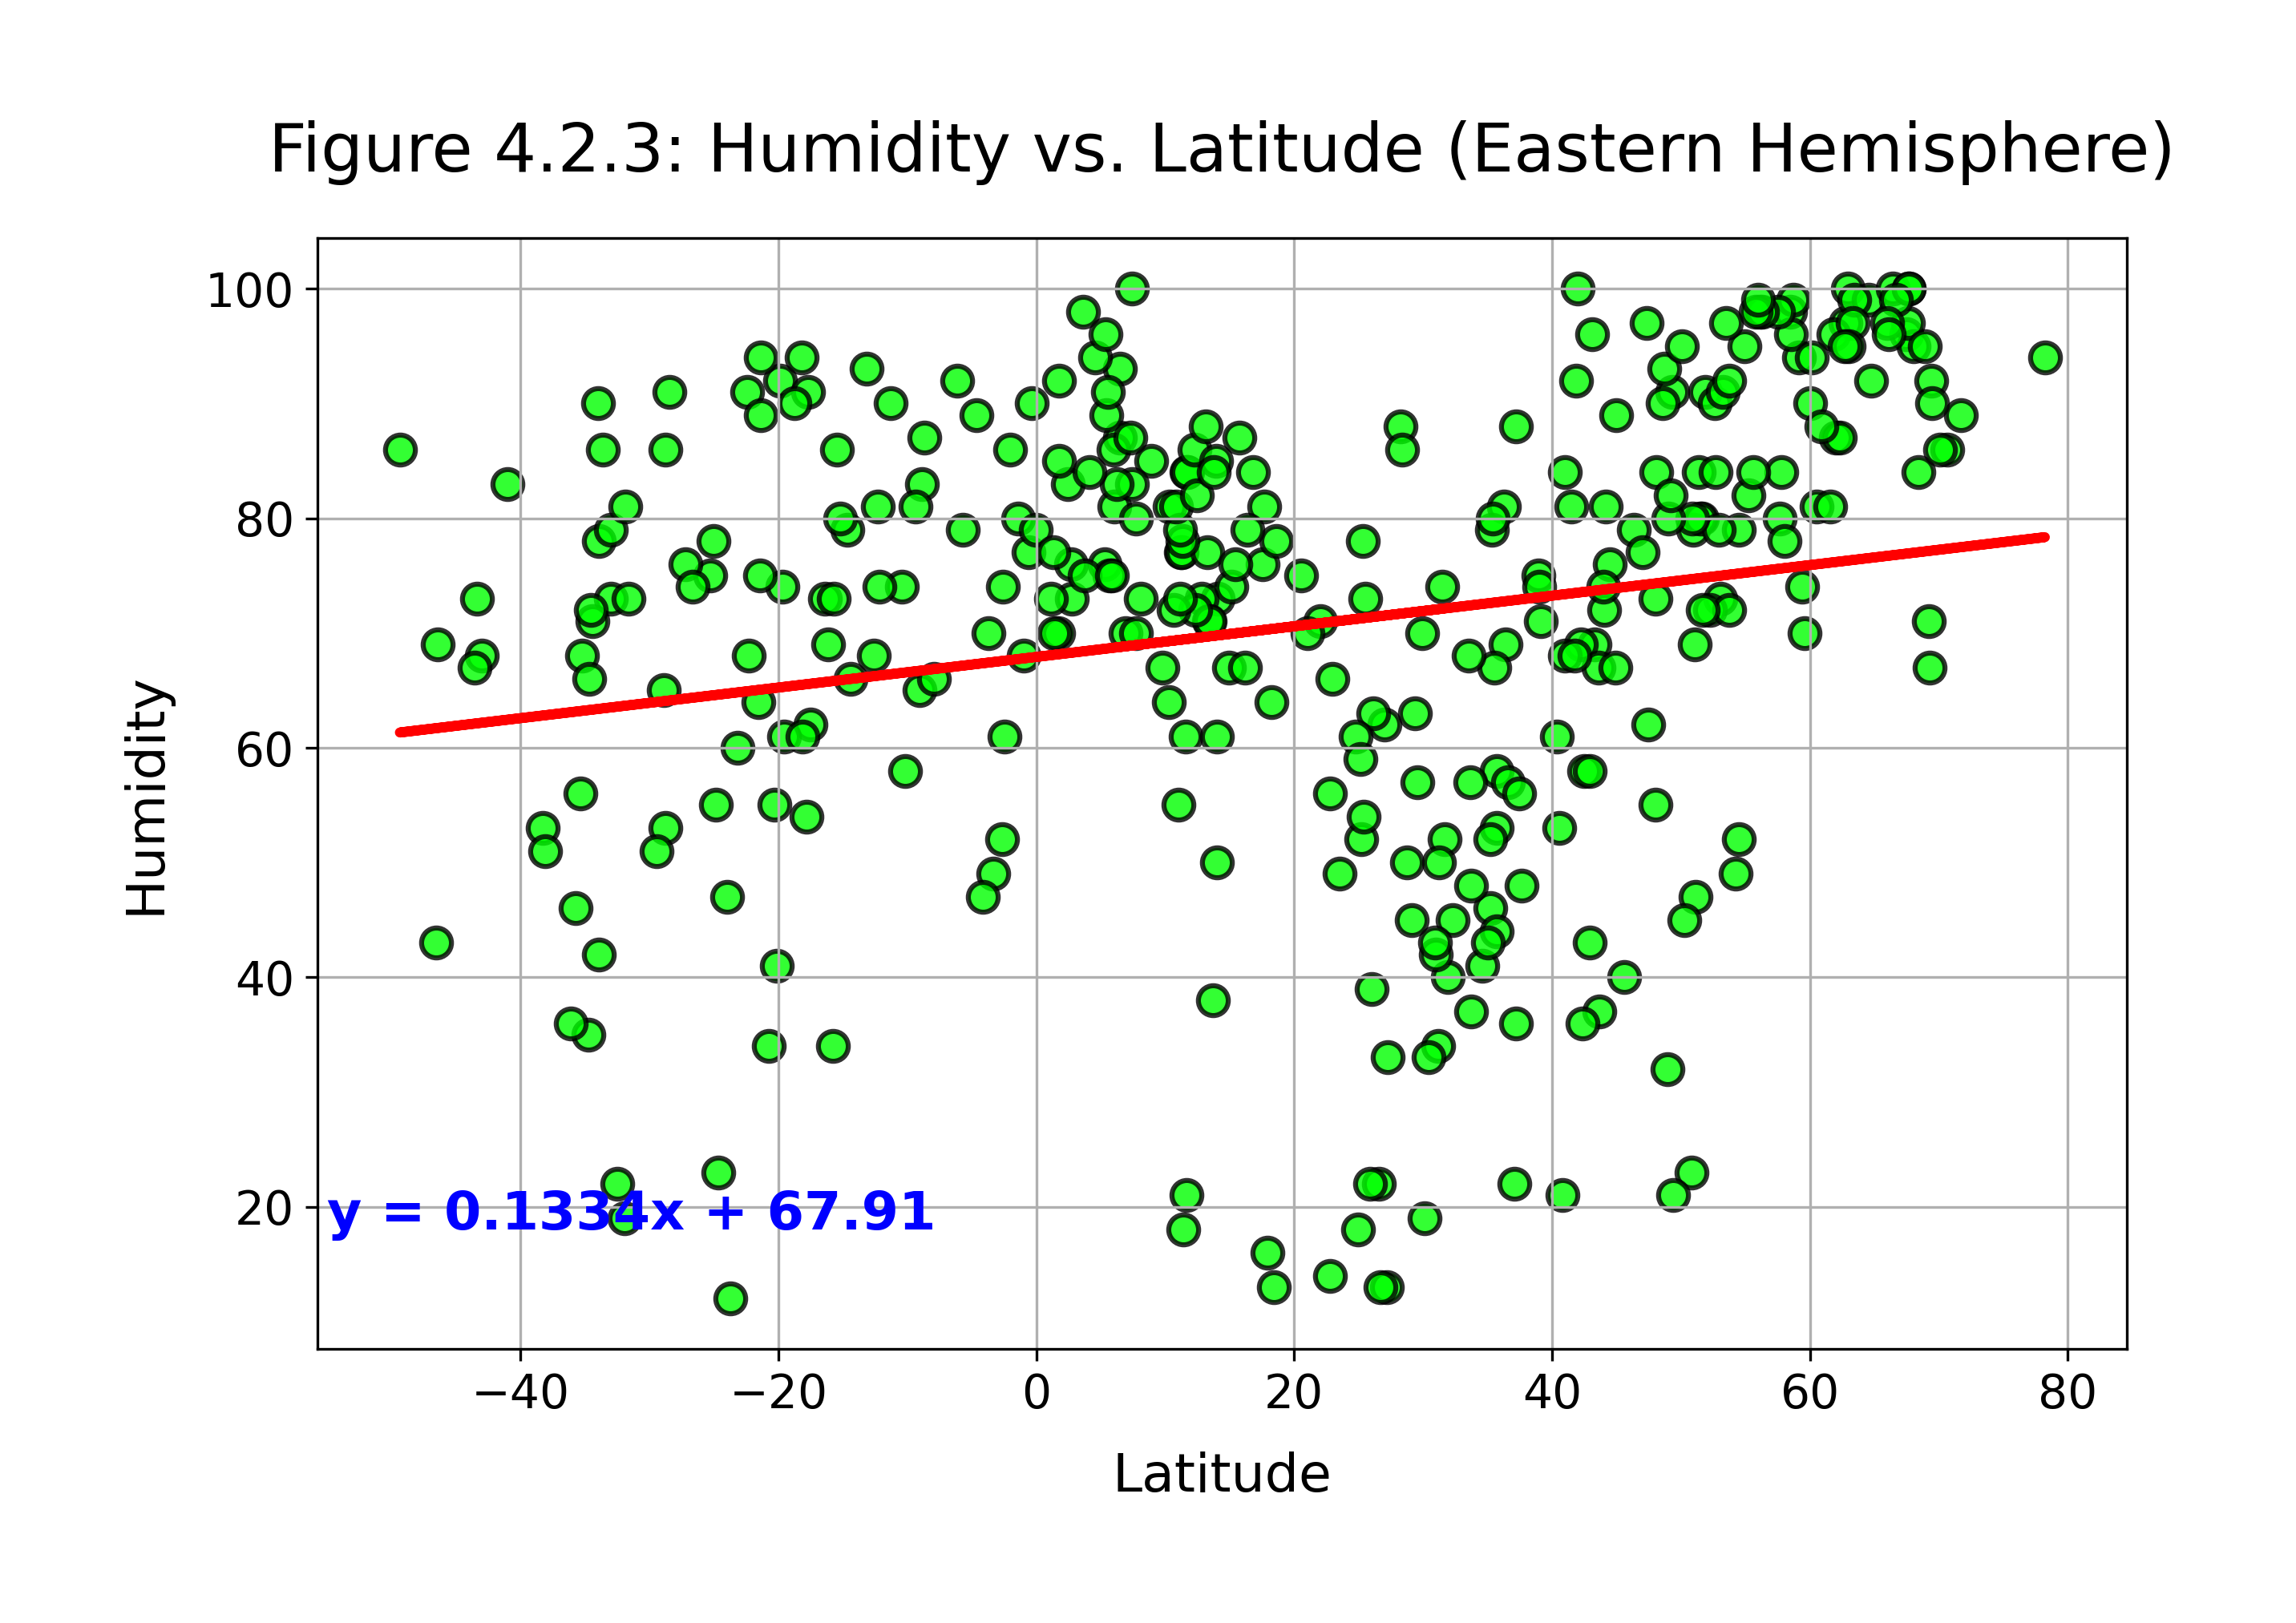 Figure 4.2.3: Humidity vs. Latitude (Eastern Hemisphere)
100
80
60
40
20
Humidity
y = 0.1334x + 67.91
−40 −20 0 20 40 60 80
Latitude